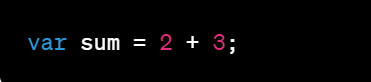 var sum = 2 + 3;